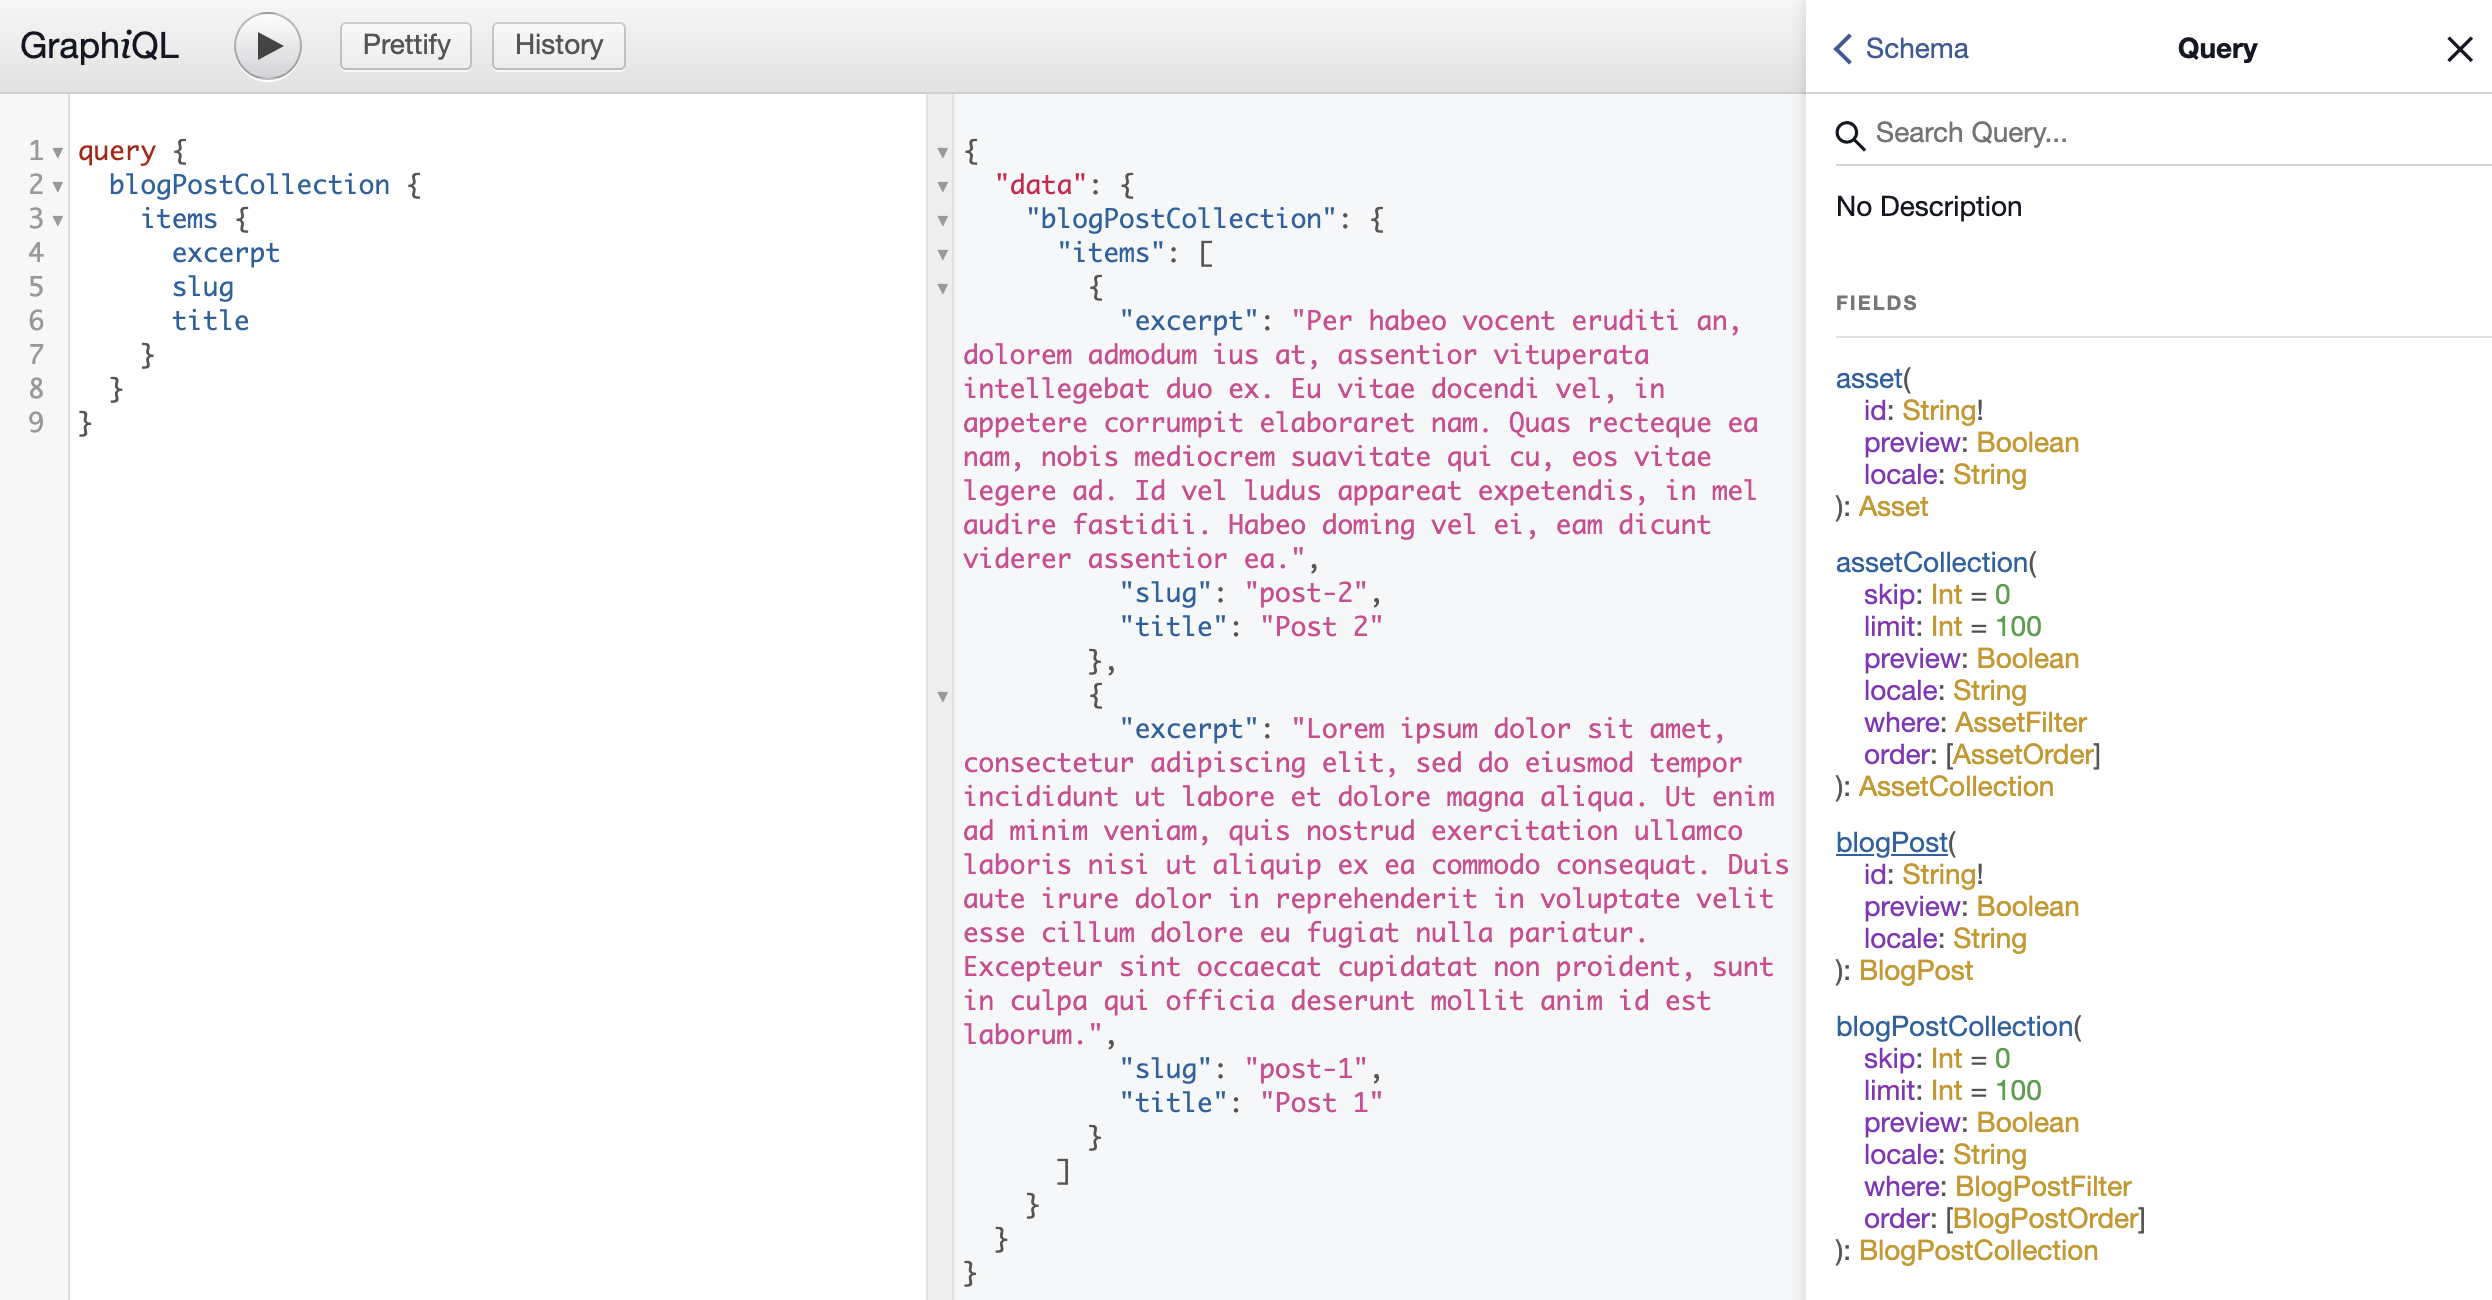 GraphiQL
Prettify
History
1 query {
2 blogPostCollection {
3 items {
4 excerpt
5 slug
6 title
7 }
8 }
9 }
{
"data": {
"blogPostCollection": {
"items": [
{
"excerpt": "Per habeo vocent eruditi an,
dolorem admodum ius at, assentior vituperata
intellegebat duo ex. Eu vitae docendi vel, in
appetere corrumpit elaboraret nam. Quas recteque ea
nam, nobis mediocrem suavitate qui cu, eos vitae
legere ad. Id vel ludus appareat expetendis, in mel
audire fastidii. Habeo doming vel ei, eam dicunt
viderer assentior ea.",
"slug": "post-2",
"title": "Post 2"
},
{
"excerpt": "Lorem ipsum dolor sit amet,
consectetur adipiscing elit, sed do eiusmod tempor
incididunt ut labore et dolore magna aliqua. Ut enim
ad minim veniam, quis nostrud exercitation ullamco
laboris nisi ut aliquip ex ea commodo consequat. Duis
aute irure dolor in reprehenderit in voluptate velit
esse cillum dolore eu fugiat nulla pariatur.
Excepteur sint occaecat cupidatat non proident, sunt
in culpa qui officia deserunt mollit anim id est
laborum.",
"slug": "post-1",
"title": "Post 1"
}
]
}
}
}
Schema
Query
Search Query...
No Description
FIELDS
asset(
id: String!
preview: Boolean
locale: String
): Asset
assetCollection(
skip: Int = 0
limit: Int = 100
preview: Boolean
locale: String
where: AssetFilter
order: [AssetOrder]
): AssetCollection
blogPost(
id: String!
preview: Boolean
locale: String
): BlogPost
blogPostCollection(
skip: Int = 0
limit: Int = 100
preview: Boolean
locale: String
where: BlogPostFilter
order: [BlogPostOrder]
): BlogPostCollection